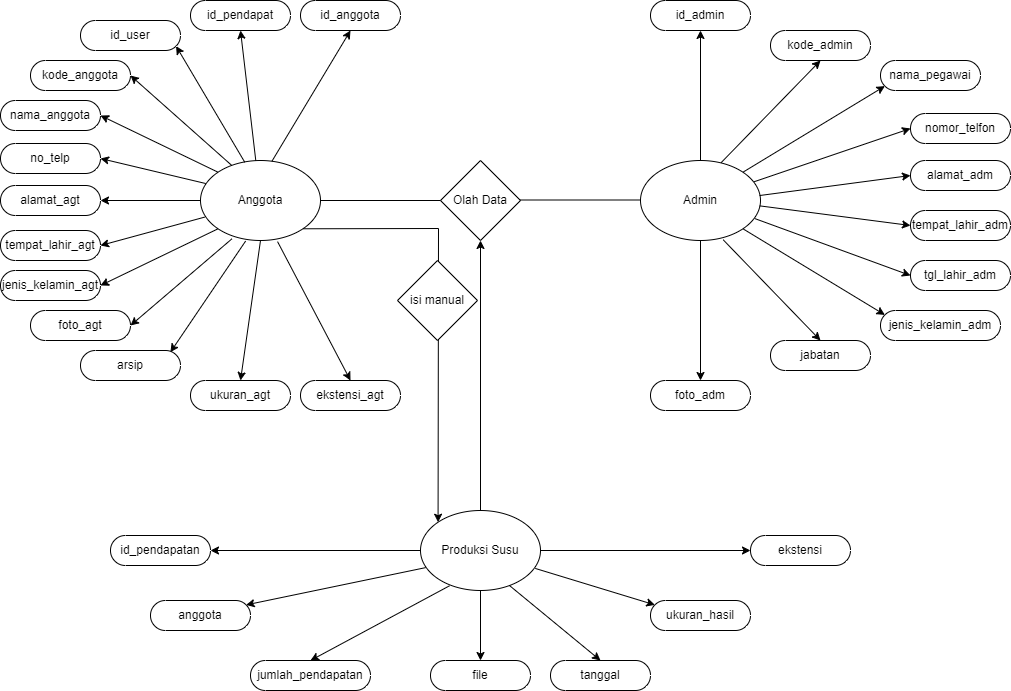 id_pendapat
id_anggota
id_admin
id_user
kode_admin
kode_anggota
nama_pegawai
nama_anggota
nomor_telfon
no_telp
alamat_adm
alamat_agt
Anggota
Olah Data
Admin
tempat_lahir_adm
tempat_lahir_agt
tgl_lahir_adm
jenis_kelamin_agt
isi manual
foto_agt
jenis_kelamin_adm
jabatan
arsip
ukuran_agt
ekstensi_agt
foto_adm
id_pendapatan
Produksi Susu
ekstensi
anggota
ukuran_hasil
jumlah_pendapatan
file
tanggal